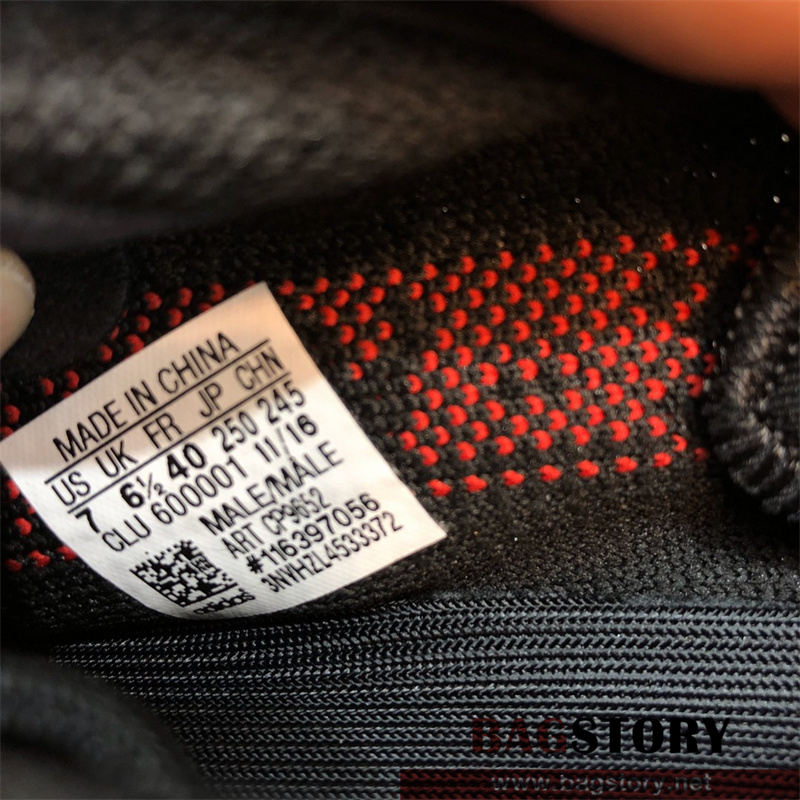 MADE IN CHINA
US UK FR JP CHN
7 6½ 40 250 245
CLU 600001 11/16
MALE/MALE
ART CP9652
#116397056
3NVHZL4533372
adidas
BAGSTORY
www.bagstory.net